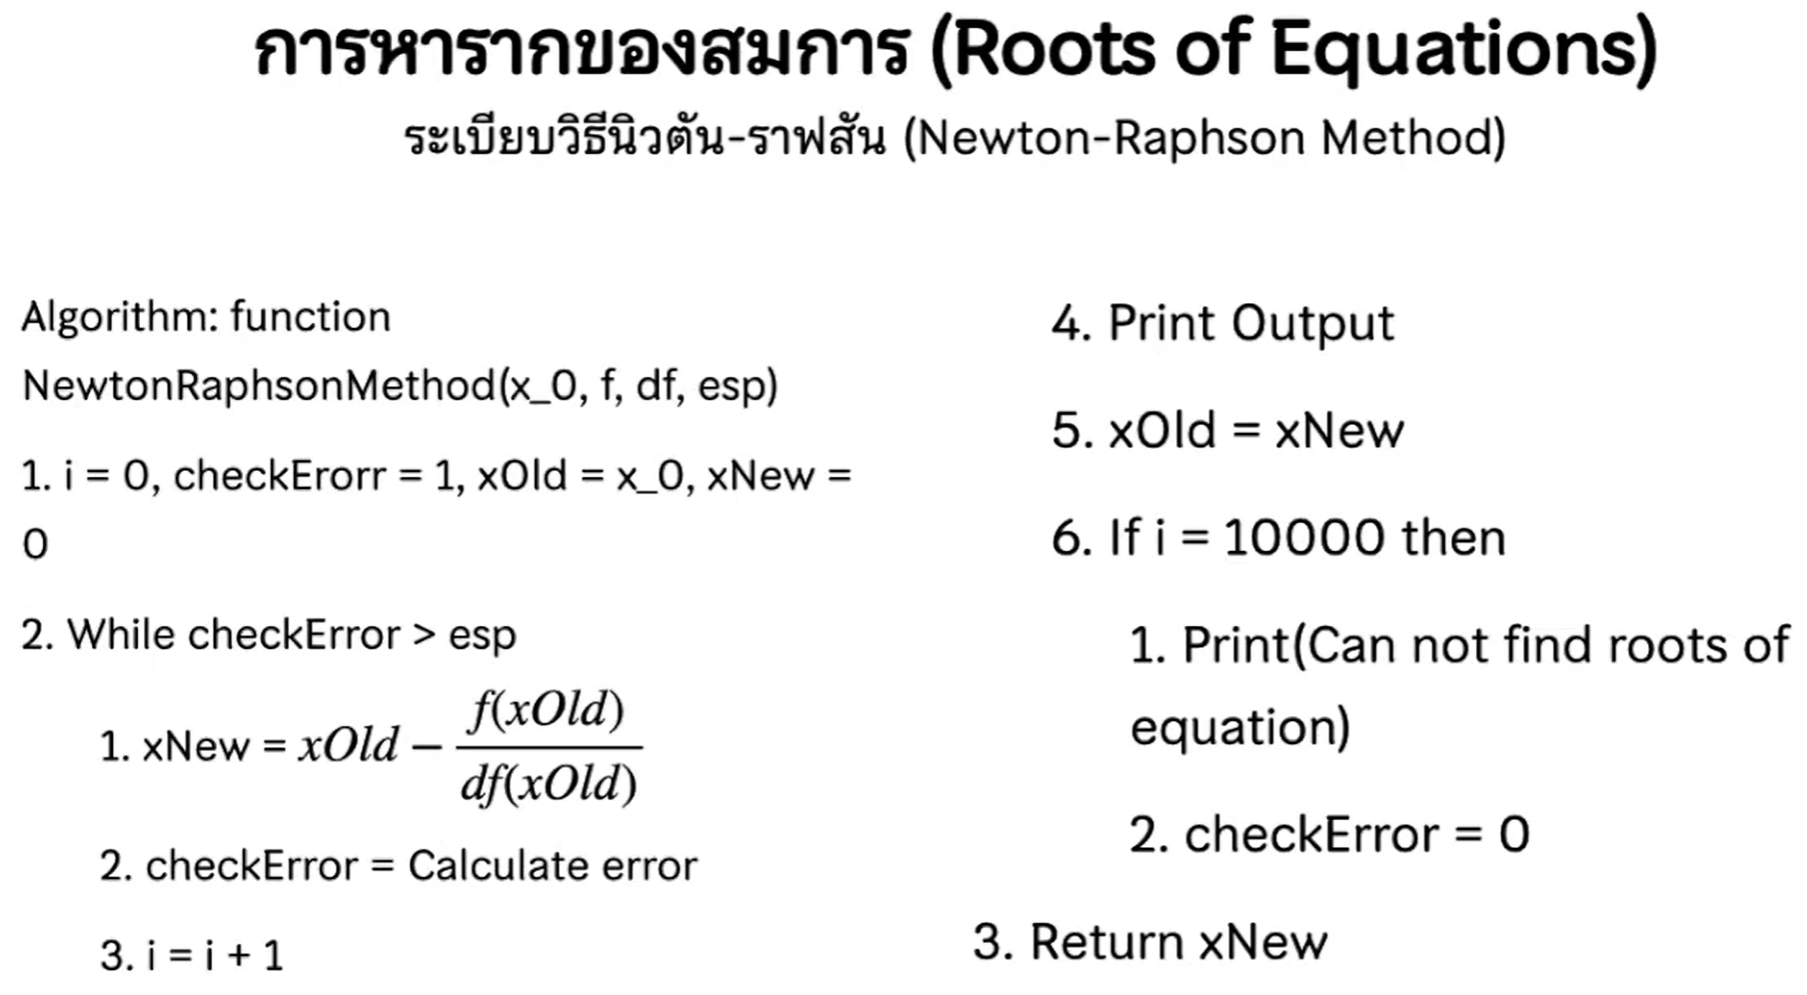 การหารากของสมการ (Roots of Equations)
ระเบียบวิธีนิวตัน-ราฟสัน (Newton-Raphson Method)
Algorithm: function
NewtonRaphsonMethod(x_0, f, df, esp)
1. i = 0, checkErorr = 1, xOld = x_0, xNew =
0
2. While checkError > esp
1. xNew = xOld − f(xOld) / df(xOld)
2. checkError = Calculate error
3. i = i + 1
4. Print Output
5. xOld = xNew
6. If i = 10000 then
1. Print(Can not find roots of
equation)
2. checkError = 0
3. Return xNew